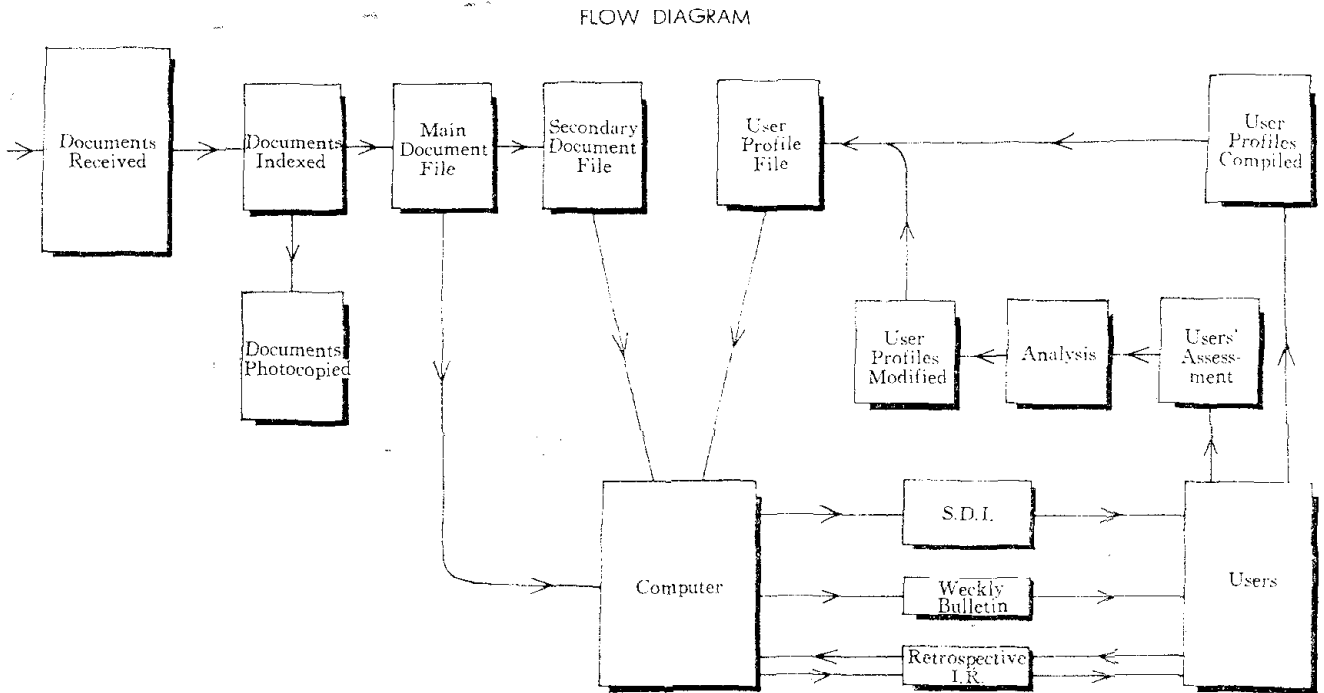 FLOW DIAGRAM
Documents
Received
Documents
Indexed
Main
Document
File
Secondary
Document
File
User
Profile
File
User
Profiles
Compiled
Documents
Photocopied
User
Profiles
Modified
Analysis
Users'
Assess-
ment
Computer
S.D.I.
Weekly
Bulletin
Retrospective
I.R.
Users